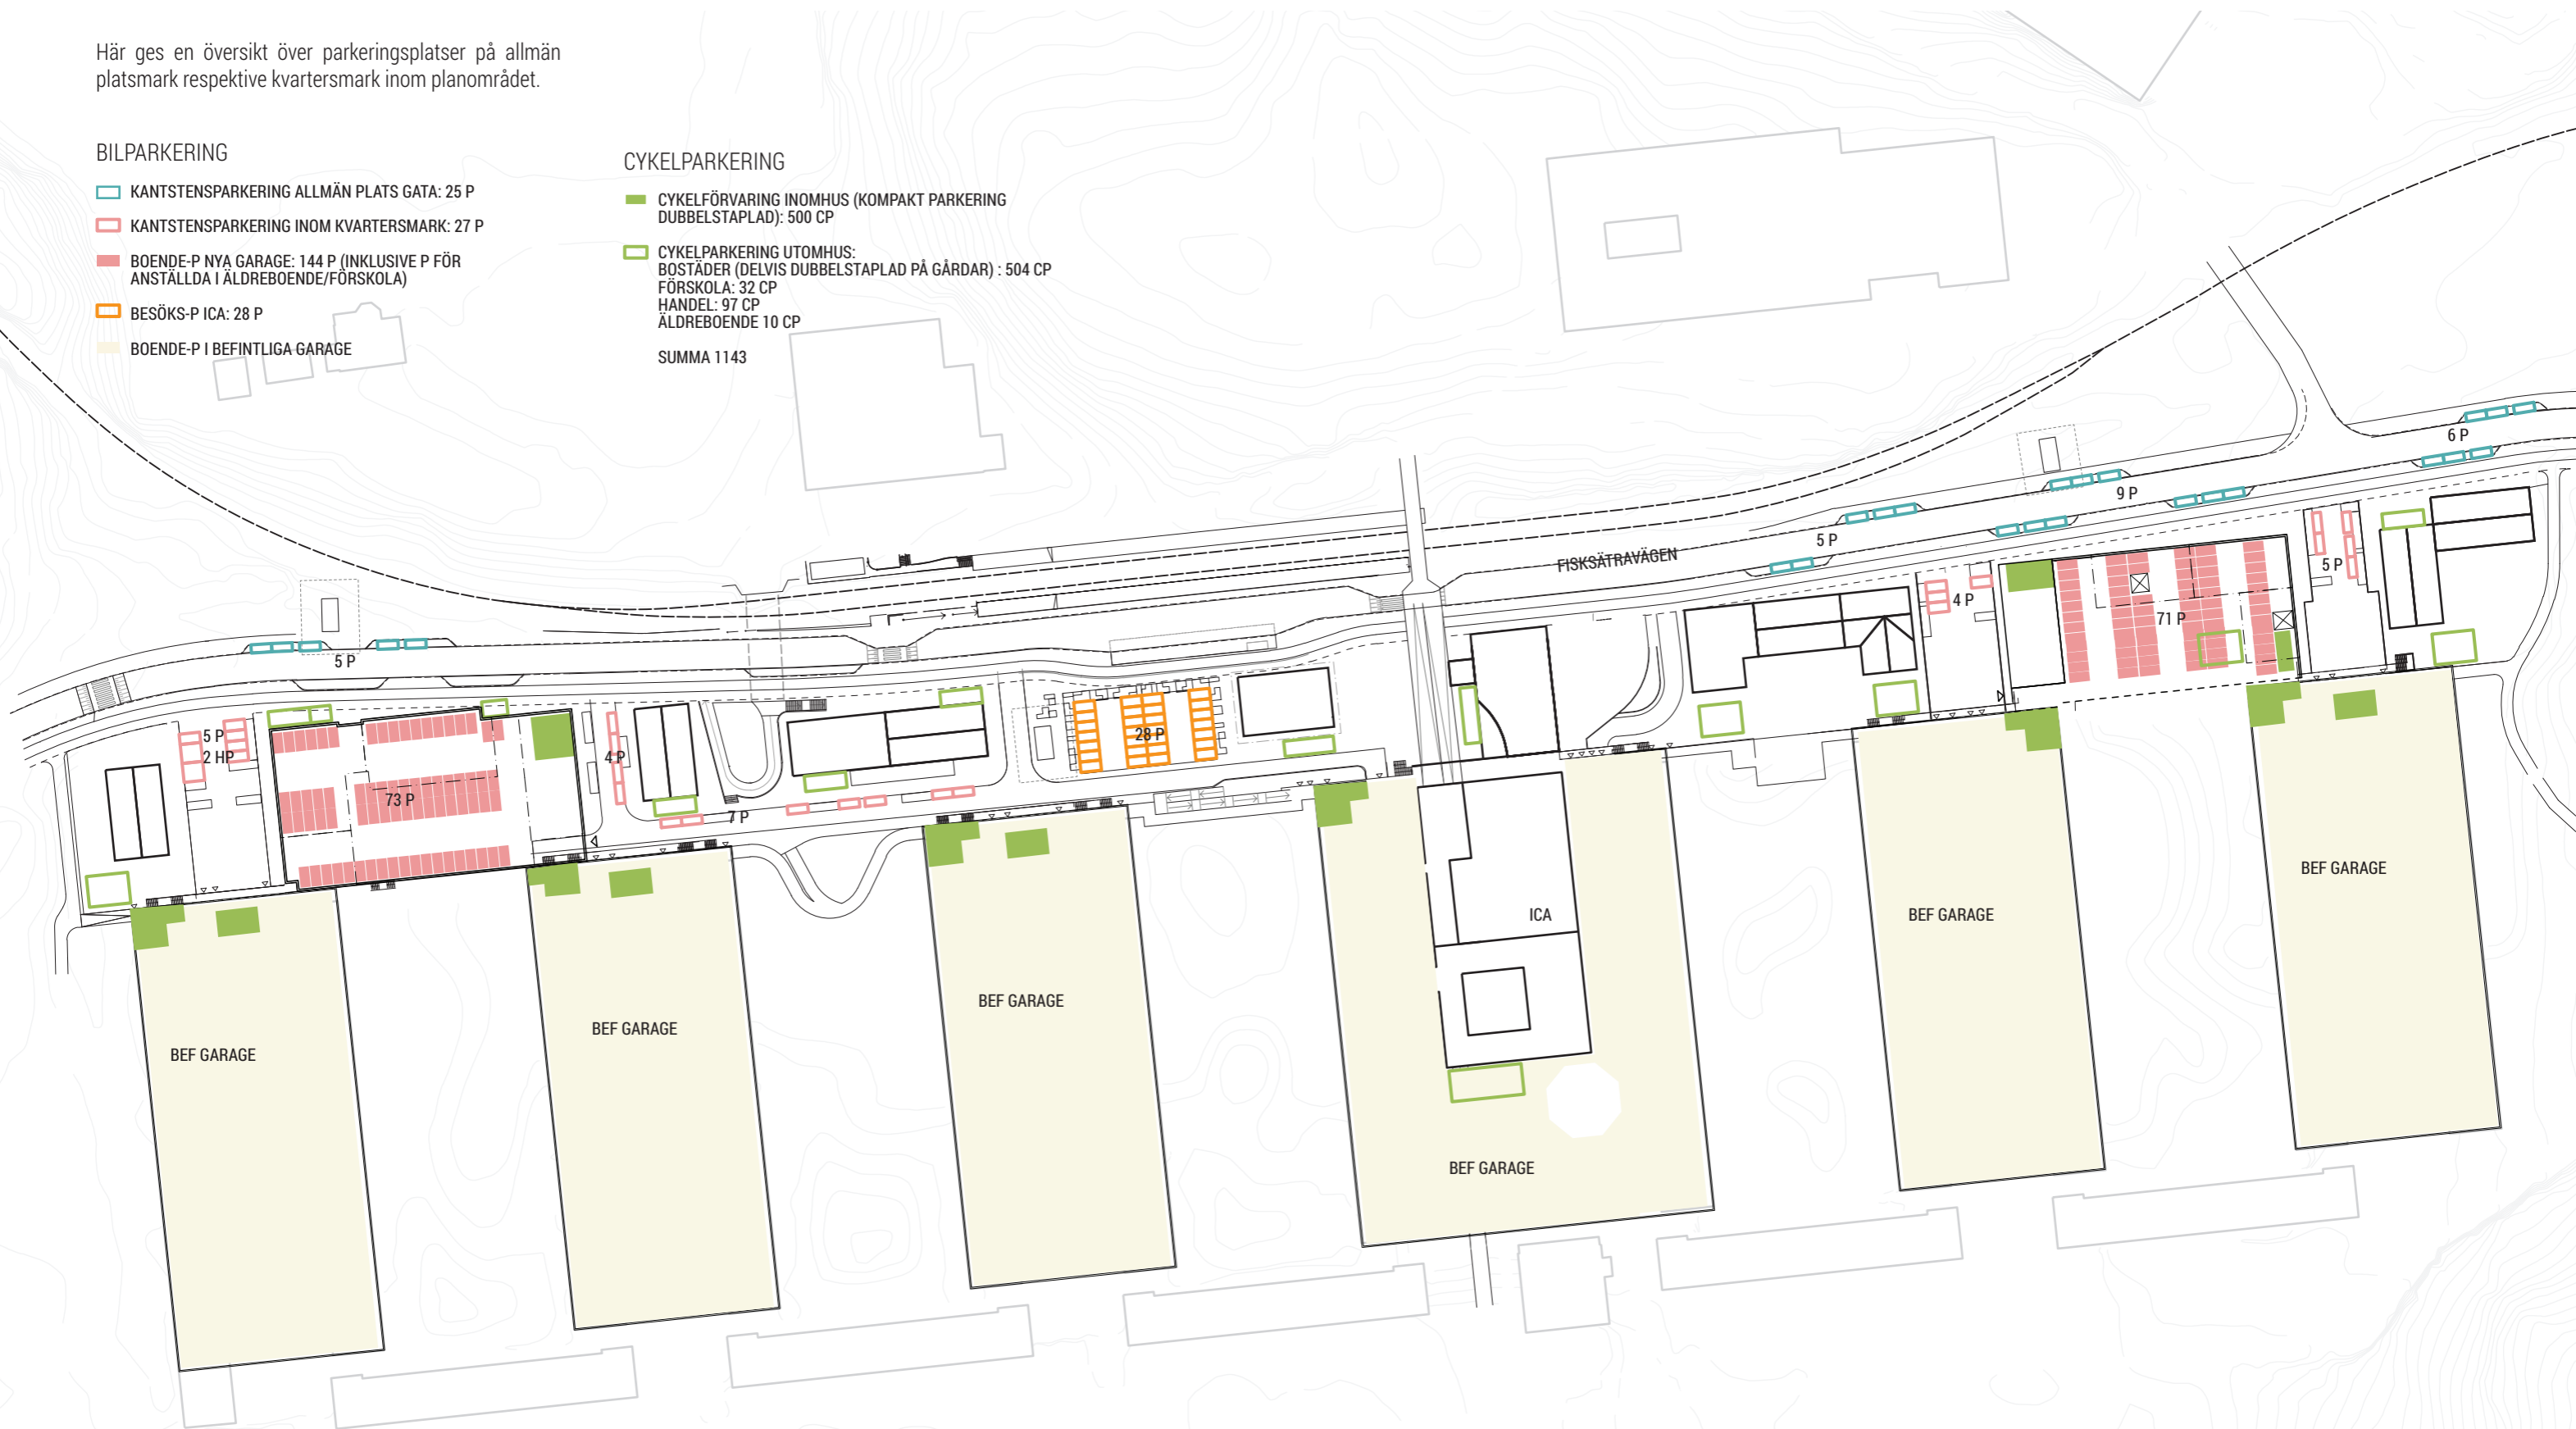 Här ges en översikt över parkeringsplatser på allmän
platsmark respektive kvartersmark inom planområdet.
BILPARKERING
KANTSTENSPARKERING ALLMÄN PLATS GATA: 25 P
KANTSTENSPARKERING INOM KVARTERSMARK: 27 P
BOENDE-P NYA GARAGE: 144 P (INKLUSIVE P FÖR
ANSTÄLLDA I ÄLDREBOENDE/FÖRSKOLA)
BESÖKS-P ICA: 28 P
BOENDE-P I BEFINTLIGA GARAGE
CYKELPARKERING
CYKELFÖRVARING INOMHUS (KOMPAKT PARKERING
DUBBELSTAPLAD): 500 CP
CYKELPARKERING UTOMHUS:
BOSTÄDER (DELVIS DUBBELSTAPLAD PÅ GÅRDAR) : 504 CP
FÖRSKOLA: 32 CP
HANDEL: 97 CP
ÄLDREBOENDE 10 CP
SUMMA 1143
6 P
9 P
5 P
FISKSÄTRAVÄGEN
5 P
4 P
71 P
5 P
5 P
2 HP
73 P
4 P
7 P
28 P
BEF GARAGE
BEF GARAGE
BEF GARAGE
ICA
BEF GARAGE
BEF GARAGE
BEF GARAGE